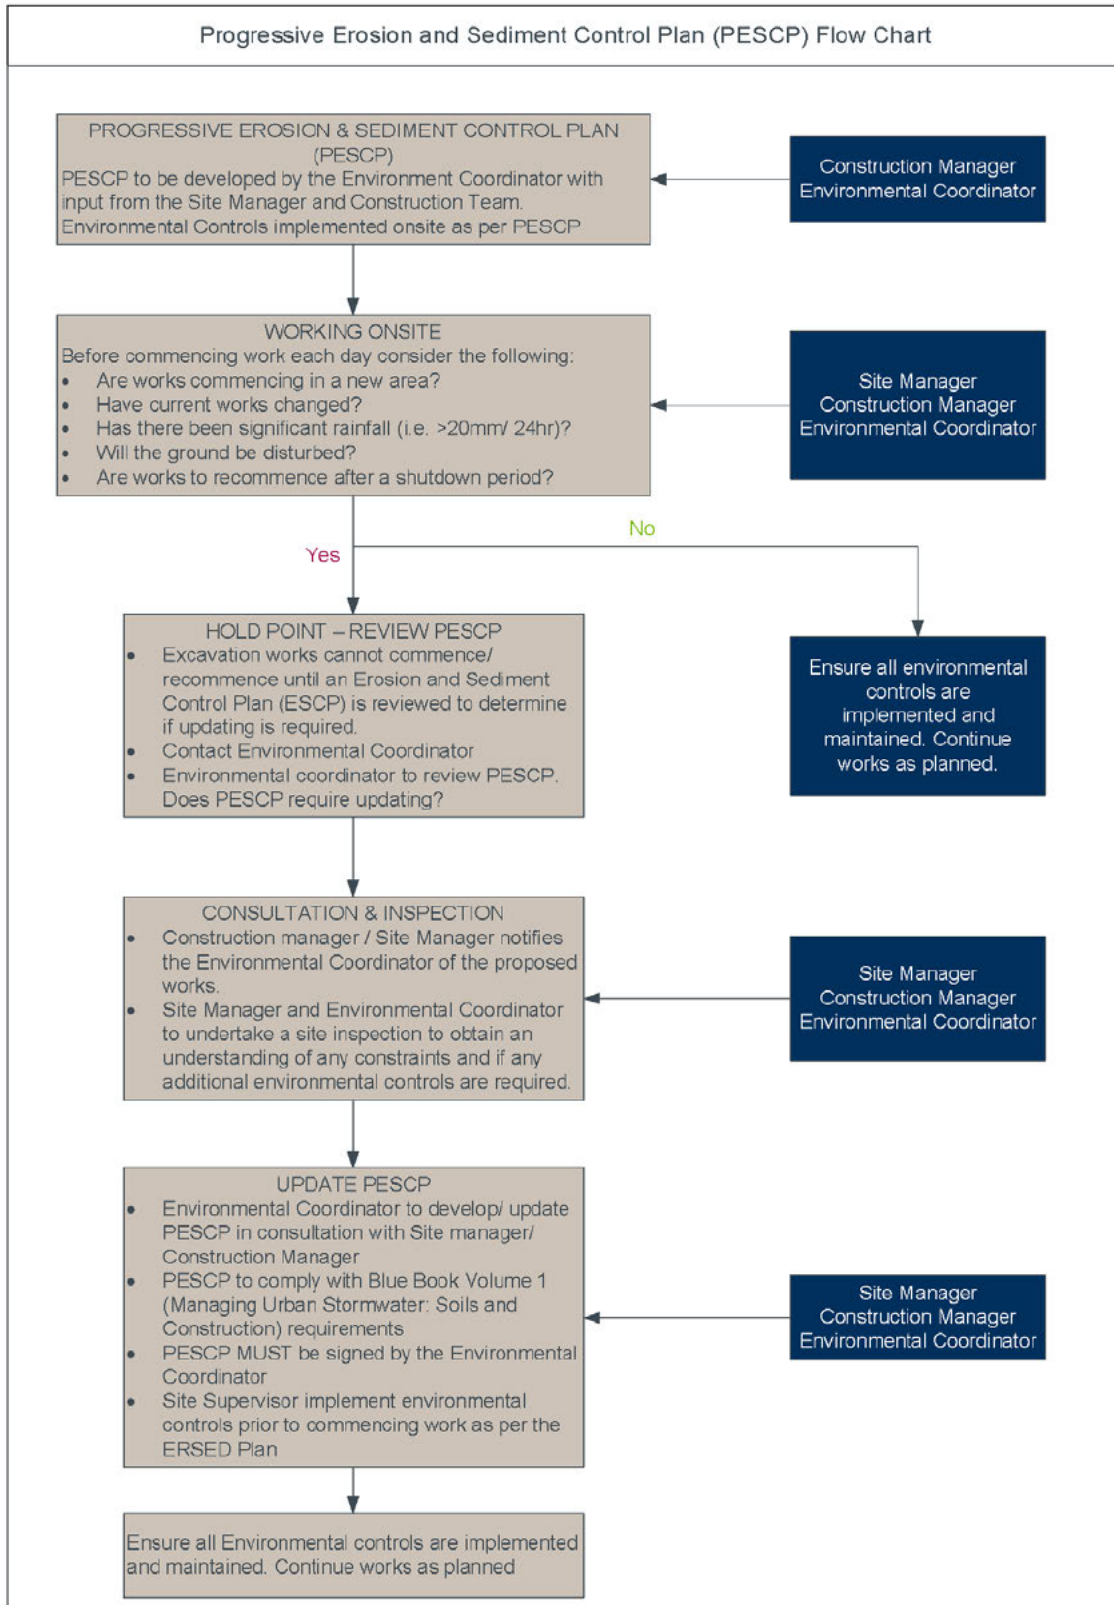 Progressive Erosion and Sediment Control Plan (PESCP) Flow Chart
PROGRESSIVE EROSION & SEDIMENT CONTROL PLAN
(PESCP)
PESCP to be developed by the Environment Coordinator with
input from the Site Manager and Construction Team.
Environmental Controls implemented onsite as per PESCP
Construction Manager
Environmental Coordinator
WORKING ONSITE
Before commencing work each day consider the following:
• Are works commencing in a new area?
• Have current works changed?
• Has there been significant rainfall (i.e. >20mm/ 24hr)?
• Will the ground be disturbed?
• Are works to recommence after a shutdown period?
Site Manager
Construction Manager
Environmental Coordinator
Yes
No
HOLD POINT – REVIEW PESCP
• Excavation works cannot commence/
recommence until an Erosion and Sediment
Control Plan (ESCP) is reviewed to determine
if updating is required.
• Contact Environmental Coordinator
• Environmental coordinator to review PESCP.
Does PESCP require updating?
Ensure all environmental
controls are
implemented and
maintained. Continue
works as planned.
CONSULTATION & INSPECTION
• Construction manager / Site Manager notifies
the Environmental Coordinator of the proposed
works.
• Site Manager and Environmental Coordinator
to undertake a site inspection to obtain an
understanding of any constraints and if any
additional environmental controls are required.
Site Manager
Construction Manager
Environmental Coordinator
UPDATE PESCP
• Environmental Coordinator to develop/ update
PESCP in consultation with Site manager/
Construction Manager
• PESCP to comply with Blue Book Volume 1
(Managing Urban Stormwater: Soils and
Construction) requirements
• PESCP MUST be signed by the Environmental
Coordinator
• Site Supervisor implement environmental
controls prior to commencing work as per the
ERSED Plan
Site Manager
Construction Manager
Environmental Coordinator
Ensure all Environmental controls are implemented
and maintained. Continue works as planned